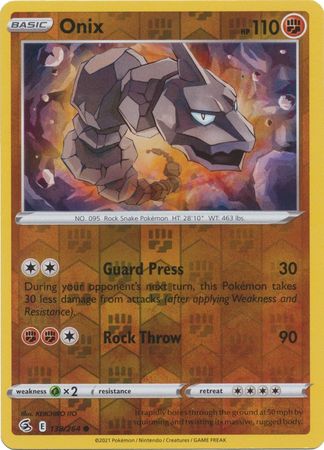 BASIC Onix HP 110
NO. 095 Rock Snake Pokémon HT: 28'10" WT: 463 lbs.
Guard Press 30
During your opponent's next turn, this Pokémon takes
30 less damage from attacks (after applying Weakness and
Resistance).
Rock Throw 90
weakness ×2 resistance retreat
Illus. KEIICHIRO ITO
E 138/264
It rapidly bores through the ground at 50 mph by
squirming and twisting its massive, rugged body.
©2021 Pokémon / Nintendo / Creatures / GAME FREAK